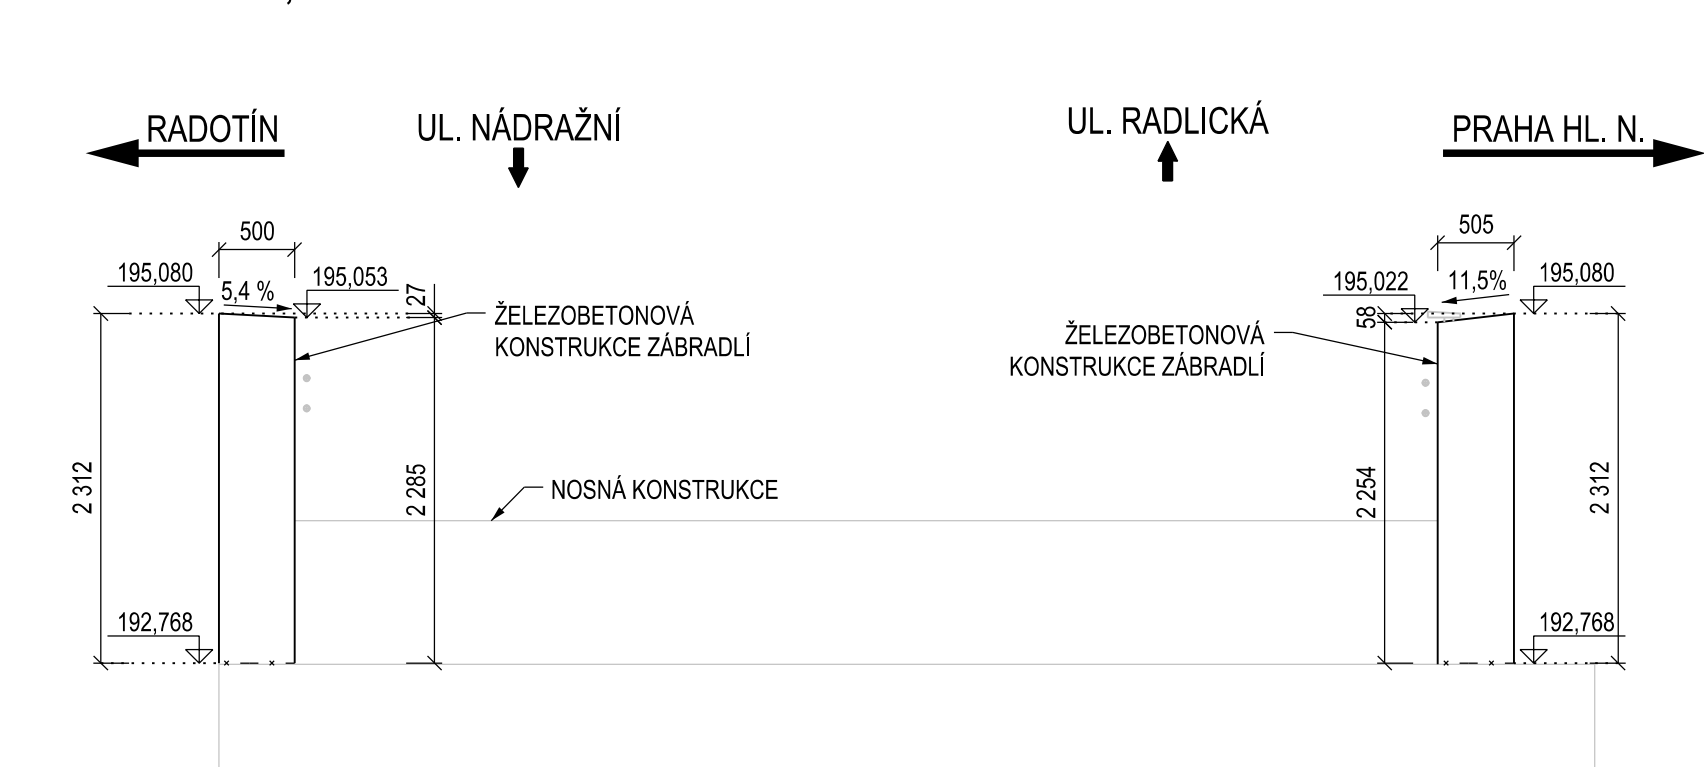 RADOTÍN
UL. NÁDRAŽNÍ
UL. RADLICKÁ
PRAHA HL. N.
500
505
195,080
5,4 %
195,053
27
195,022
11,5%
195,080
58
ŽELEZOBETONOVÁ
KONSTRUKCE ZÁBRADLÍ
ŽELEZOBETONOVÁ
KONSTRUKCE ZÁBRADLÍ
2 312
2 285
NOSNÁ KONSTRUKCE
2 254
2 312
192,768
192,768